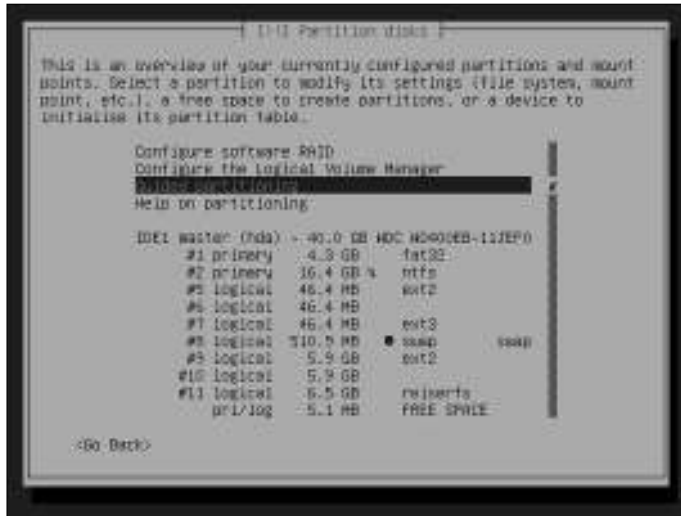 [!!] Partition disks
This is an overview of your currently configured partitions and mount
points. Select a partition to modify its settings (file system, mount
point, etc.), a free space to create partitions, or a device to
initialise its partition table.
Configure software RAID
Configure the Logical Volume Manager
Guided partitioning
Help on partitioning
IDE1 master (hda) - 40.0 GB WDC
#1 primary 4.3 GB fat32
#2 primary 16.4 GB ntfs
#5 logical 46.4 MB ext2
#6 logical 46.4 MB
#7 logical 46.4 MB ext3
#8 logical 510.9 MB swap swap
#9 logical 5.9 GB ext2
#10 logical 5.9 GB
#11 logical 6.5 GB reiserfs
pri/log 5.1 MB FREE SPACE
<Go Back>